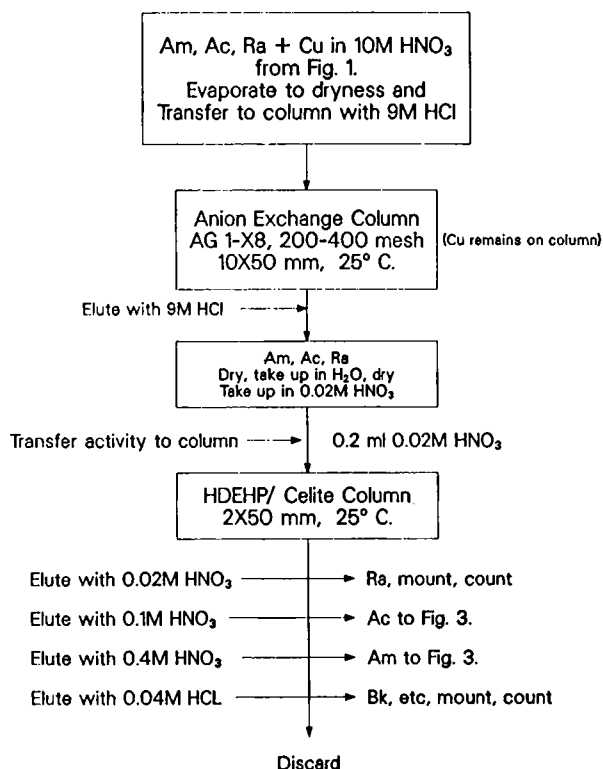 Am, Ac, Ra + Cu in 10M HNO₃
from Fig. 1.
Evaporate to dryness and
Transfer to column with 9M HCl
Anion Exchange Column
AG 1-X8, 200-400 mesh
10X50 mm, 25° C.
(Cu remains on column)
Elute with 9M HCl
Am, Ac, Ra
Dry, take up in H₂O, dry
Take up in 0.02M HNO₃
Transfer activity to column
0.2 ml 0.02M HNO₃
HDEHP/ Celite Column
2X50 mm, 25° C.
Elute with 0.02M HNO₃ Ra, mount, count
Elute with 0.1M HNO₃ Ac to Fig. 3.
Elute with 0.4M HNO₃ Am to Fig. 3.
Elute with 0.04M HCL Bk, etc, mount, count
Discard